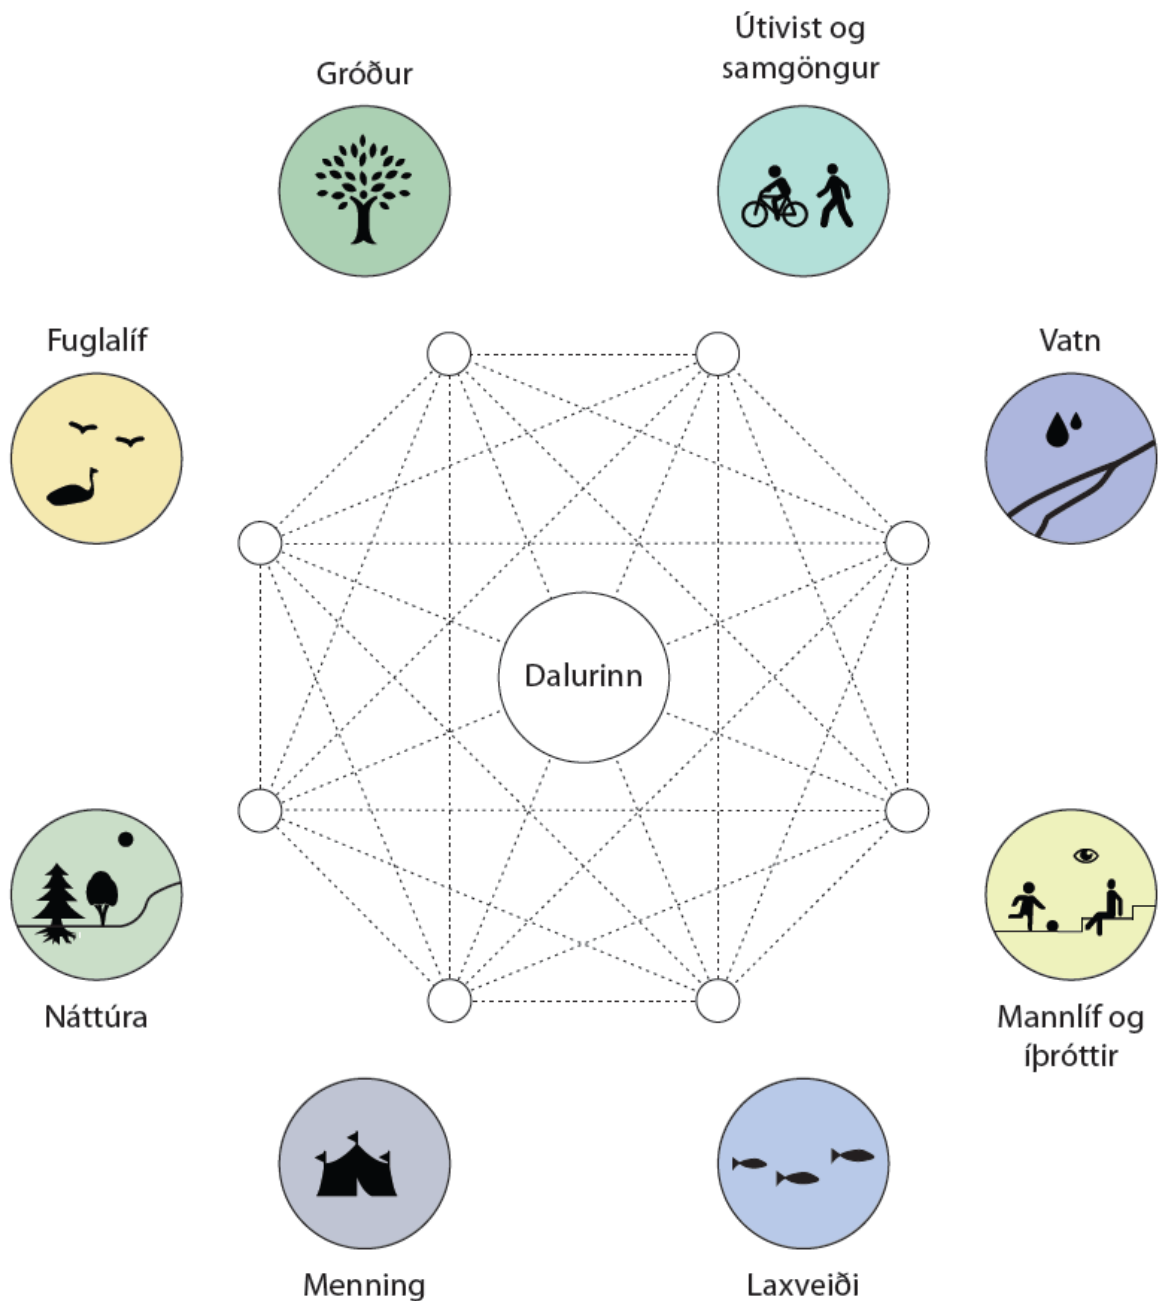 Útivist og
samgöngur
Gróður
Fuglalíf
Vatn
Dalurinn
Náttúra
Mannlíf og
íþróttir
Menning
Laxveiði